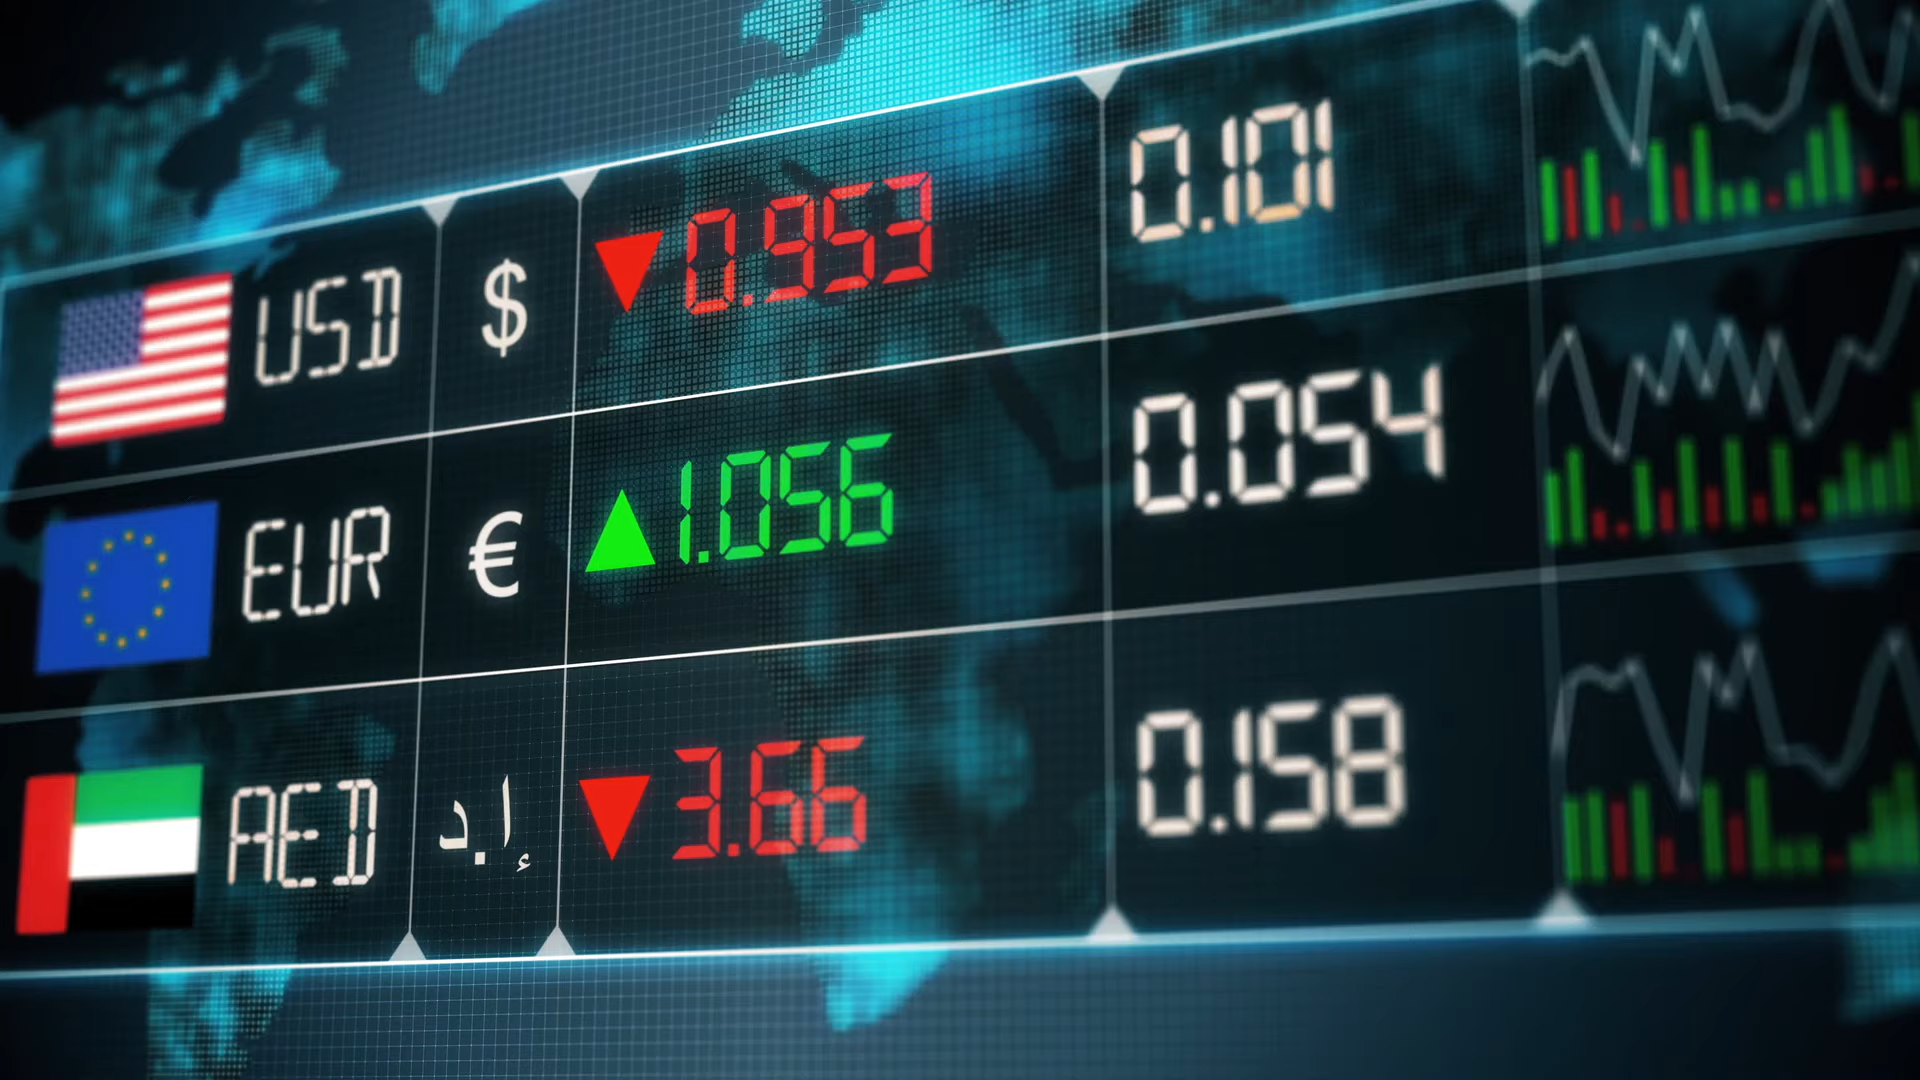 USD $ ▼0.953 0.101
EUR € ▲1.056 0.054
AED د.إ ▼3.66 0.158